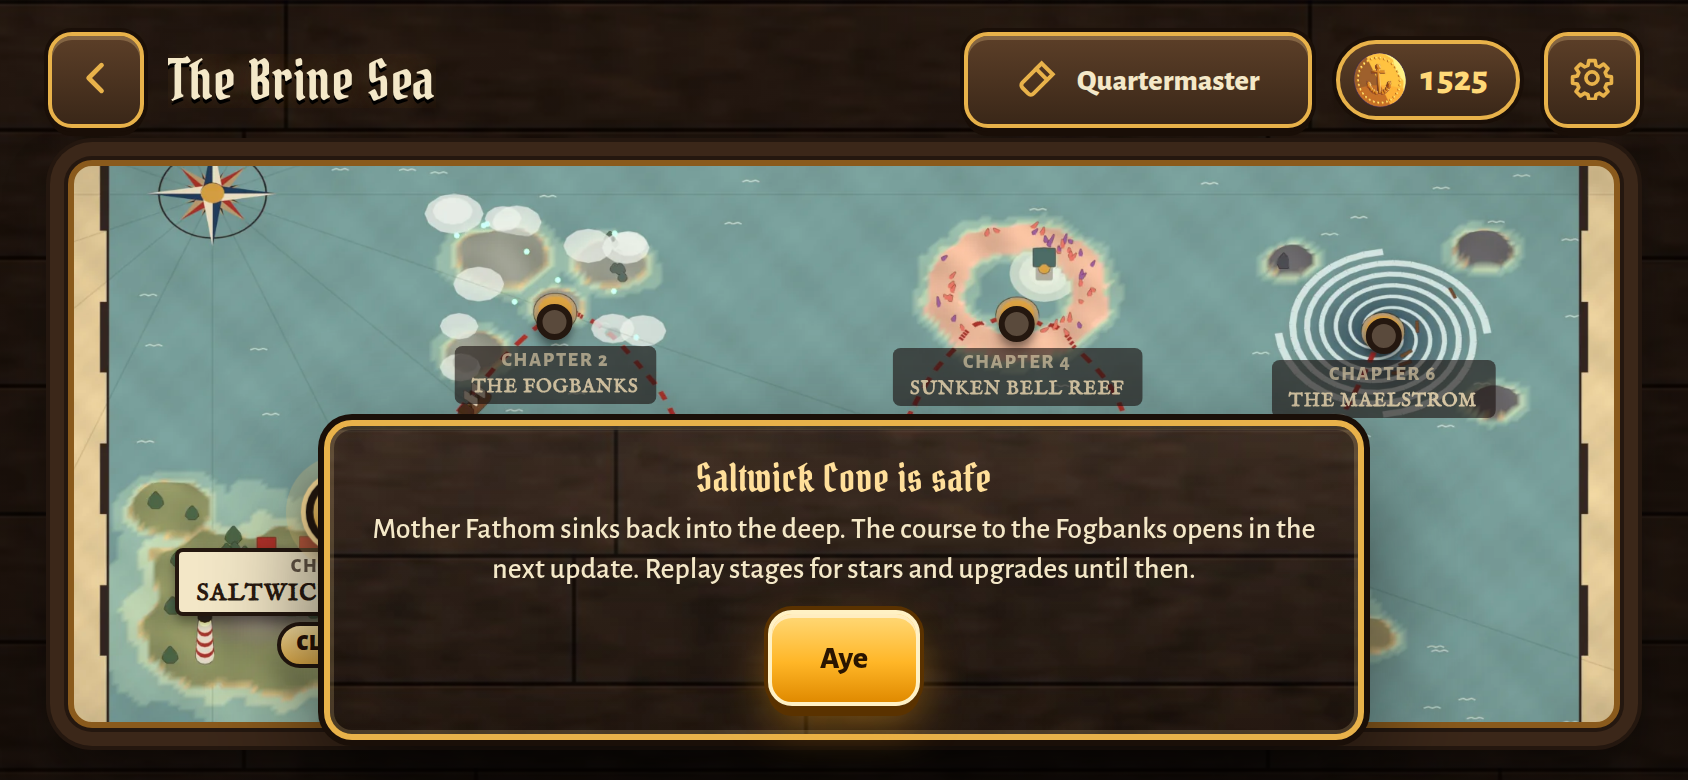 The Brine Sea
Quartermaster
1525
CHAPTER 2
THE FOGBANKS
CHAPTER 4
SUNKEN BELL REEF
CHAPTER 6
THE MAELSTROM
Saltwick Cove is safe
Mother Fathom sinks back into the deep. The course to the Fogbanks opens in the
next update. Replay stages for stars and upgrades until then.
Aye